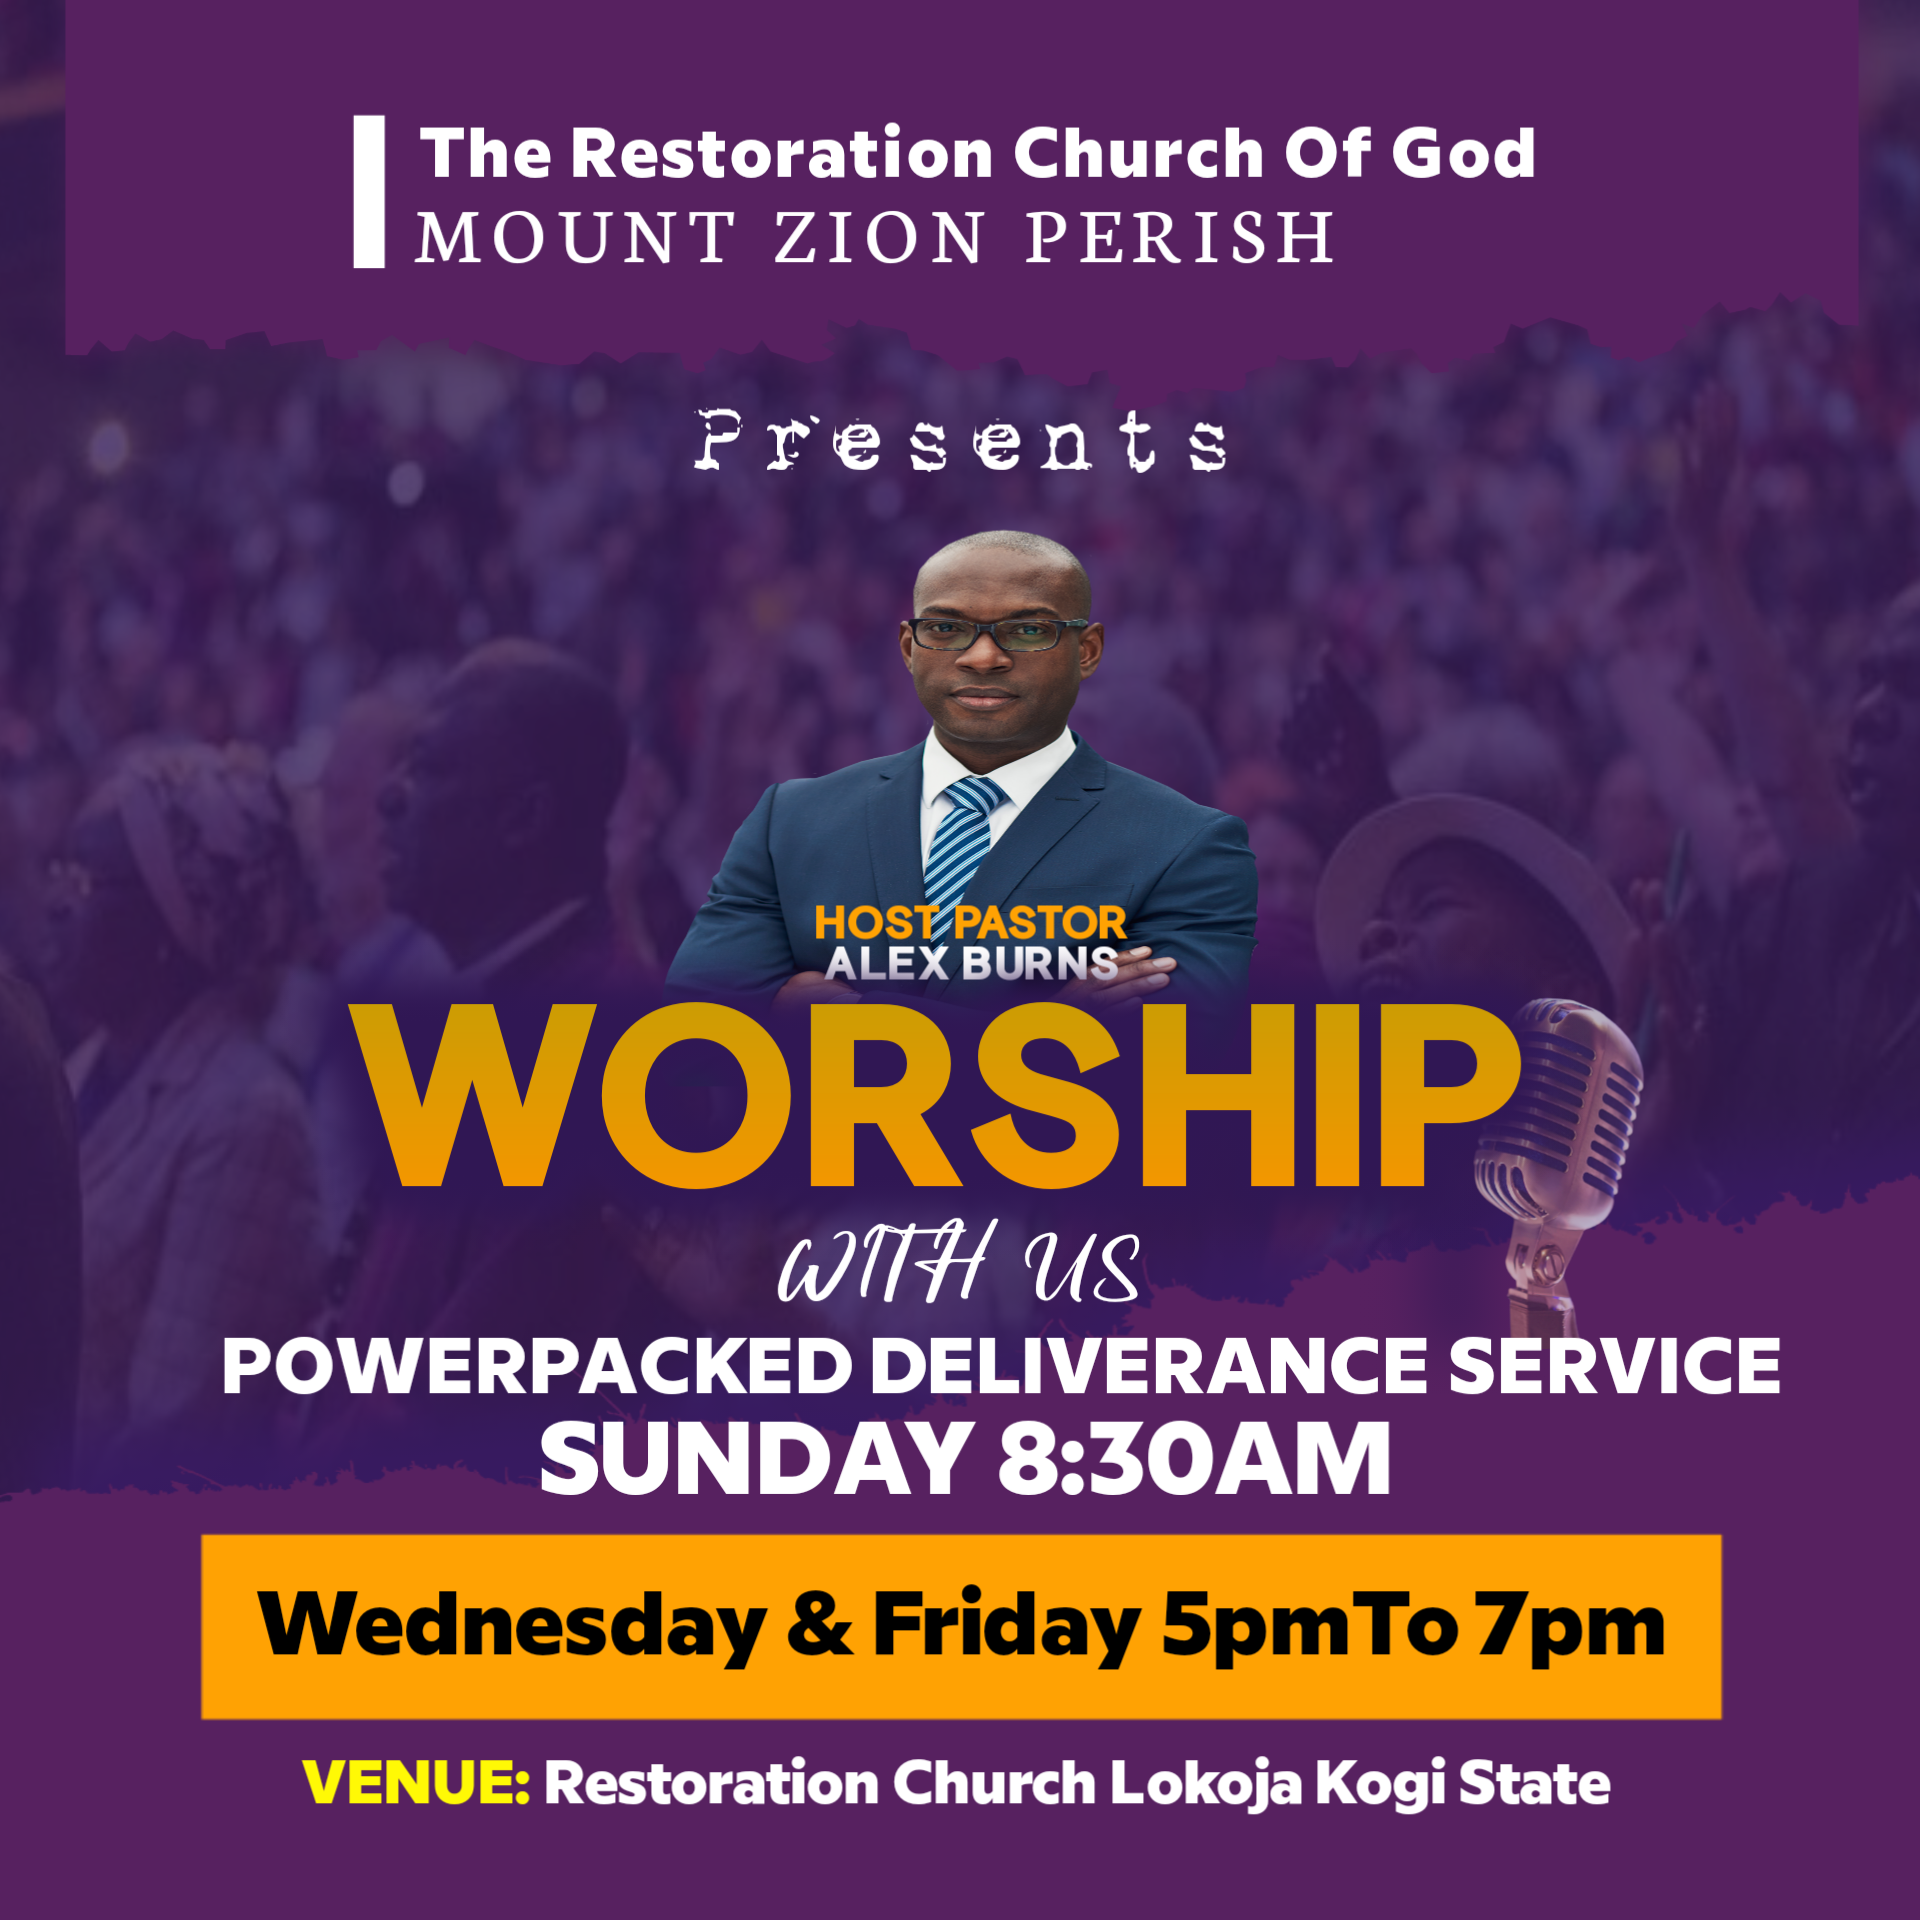 The Restoration Church Of God
MOUNT ZION PERISH
Presents
HOST PASTOR
ALEX BURNS
WORSHIP
WITH US
POWERPACKED DELIVERANCE SERVICE
SUNDAY 8:30AM
Wednesday & Friday 5pmTo 7pm
VENUE: Restoration Church Lokoja Kogi State